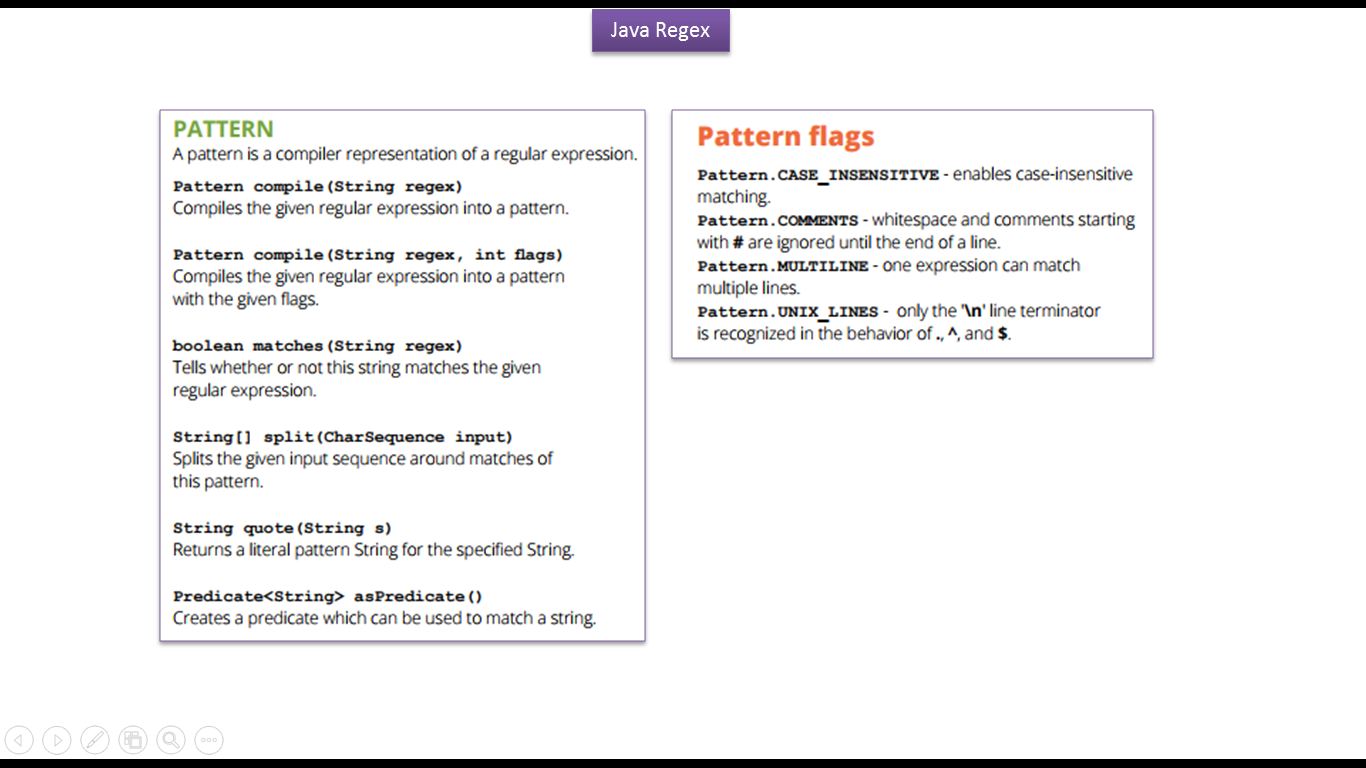 Java Regex
PATTERN
A pattern is a compiler representation of a regular expression.
Pattern compile(String regex)
Compiles the given regular expression into a pattern.
Pattern compile(String regex, int flags)
Compiles the given regular expression into a pattern
with the given flags.
boolean matches(String regex)
Tells whether or not this string matches the given
regular expression.
String[] split(CharSequence input)
Splits the given input sequence around matches of
this pattern.
String quote(String s)
Returns a literal pattern String for the specified String.
Predicate<String> asPredicate()
Creates a predicate which can be used to match a string.
Pattern flags
Pattern.CASE_INSENSITIVE - enables case-insensitive
matching.
Pattern.COMMENTS - whitespace and comments starting
with # are ignored until the end of a line.
Pattern.MULTILINE - one expression can match
multiple lines.
Pattern.UNIX_LINES - only the '\n' line terminator
is recognized in the behavior of ., ^, and $.